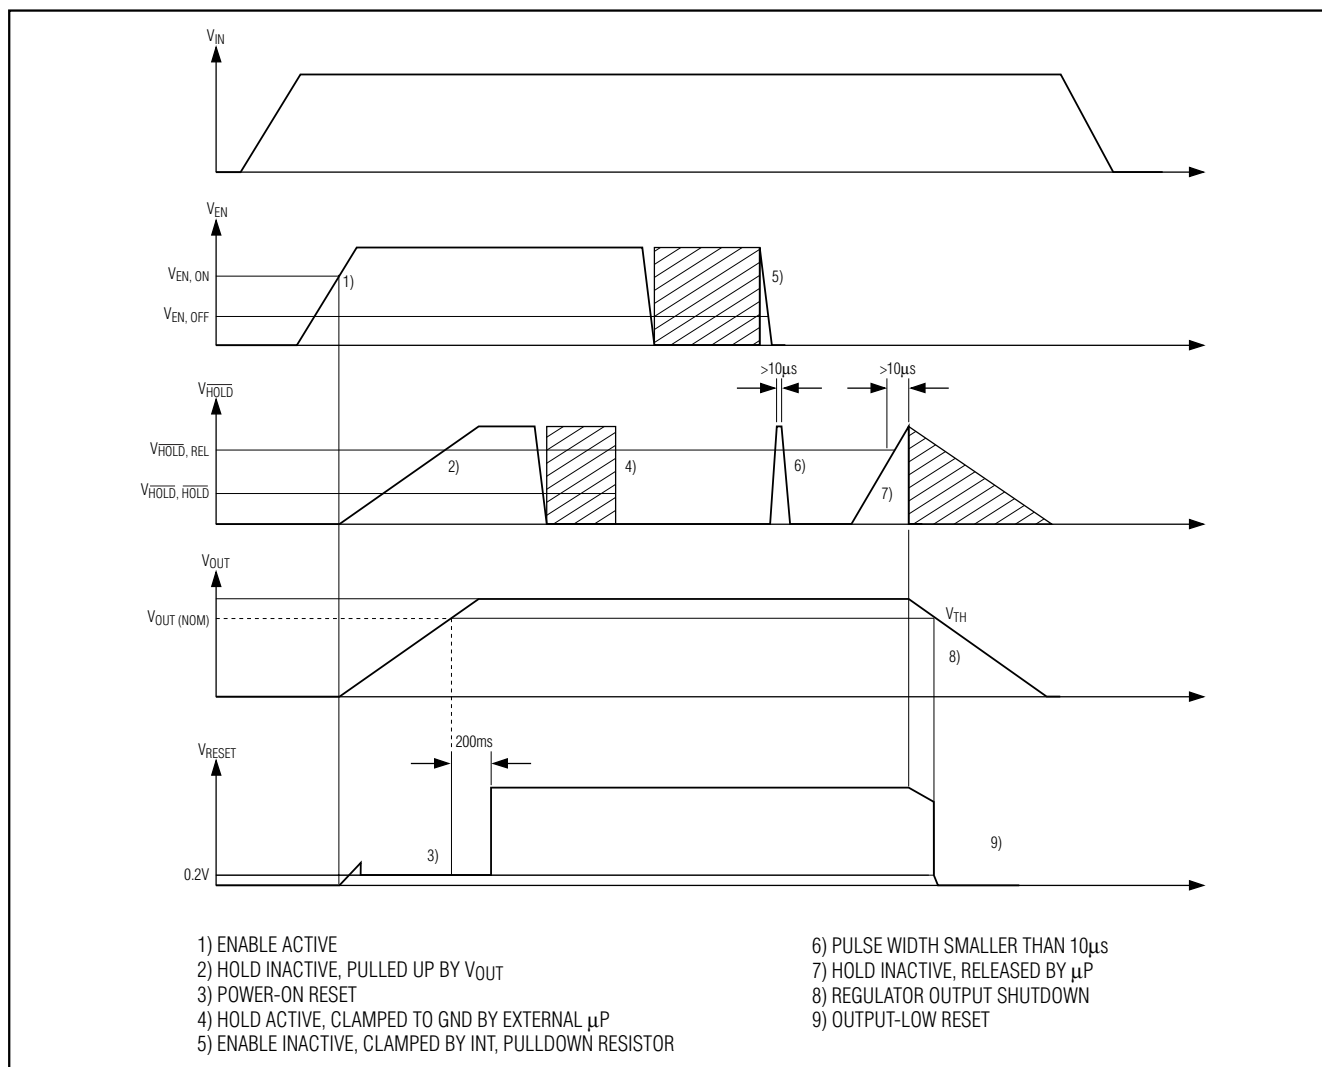 VIN
VEN
VEN, ON
1)
5)
VEN, OFF
>10µs
>10µs
VHOLD
VHOLD, REL
2)
4)
6)
VHOLD, HOLD
7)
VOUT
VOUT (NOM)
VTH
8)
200ms
VRESET
3)
9)
0.2V
1) ENABLE ACTIVE
2) HOLD INACTIVE, PULLED UP BY VOUT
3) POWER-ON RESET
4) HOLD ACTIVE, CLAMPED TO GND BY EXTERNAL µP
5) ENABLE INACTIVE, CLAMPED BY INT, PULLDOWN RESISTOR
6) PULSE WIDTH SMALLER THAN 10µs
7) HOLD INACTIVE, RELEASED BY µP
8) REGULATOR OUTPUT SHUTDOWN
9) OUTPUT-LOW RESET